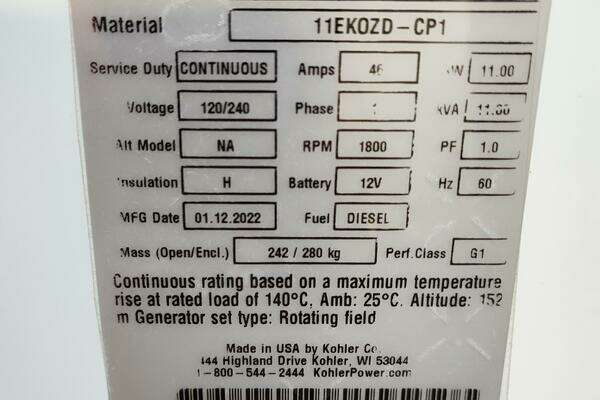 Material 11EKOZD-CP1
Service Duty CONTINUOUS Amps 46 kW 11.00
Voltage 120/240 Phase 1 kVA 11.00
Alt Model NA RPM 1800 PF 1.0
Insulation H Battery 12V Hz 60
MFG Date 01.12.2022 Fuel DIESEL
Mass (Open/Encl.) 242 / 280 kg Perf.Class G1
Continuous rating based on a maximum temperature
rise at rated load of 140°C. Amb: 25°C. Altitude: 152
m Generator set type: Rotating field
Made in USA by Kohler Co.
444 Highland Drive Kohler, WI 53044
1-800-544-2444 KohlerPower.com